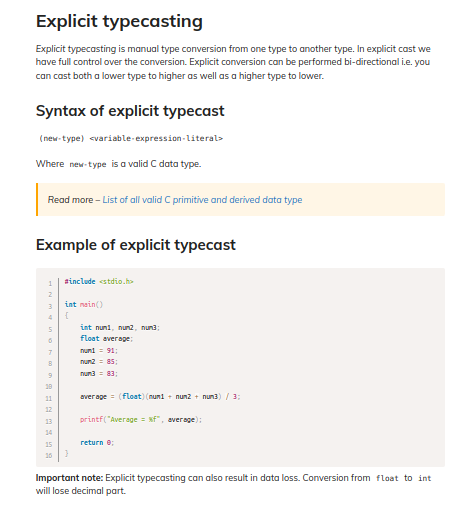 Explicit typecasting
Explicit typecasting is manual type conversion from one type to another type. In explicit cast we
have full control over the conversion. Explicit conversion can be performed bi-directional i.e. you
can cast both a lower type to higher as well as a higher type to lower.
Syntax of explicit typecast
(new-type) <variable-expression-literal>
Where new-type is a valid C data type.
Read more – List of all valid C primitive and derived data type
Example of explicit typecast
1 #include <stdio.h>
2
3 int main()
4 {
5 int num1, num2, num3;
6 float average;
7 num1 = 91;
8 num2 = 85;
9 num3 = 83;
10
11 average = (float)(num1 + num2 + num3) / 3;
12
13 printf("Average = %f", average);
14
15 return 0;
16 }
Important note: Explicit typecasting can also result in data loss. Conversion from float to int
will lose decimal part.